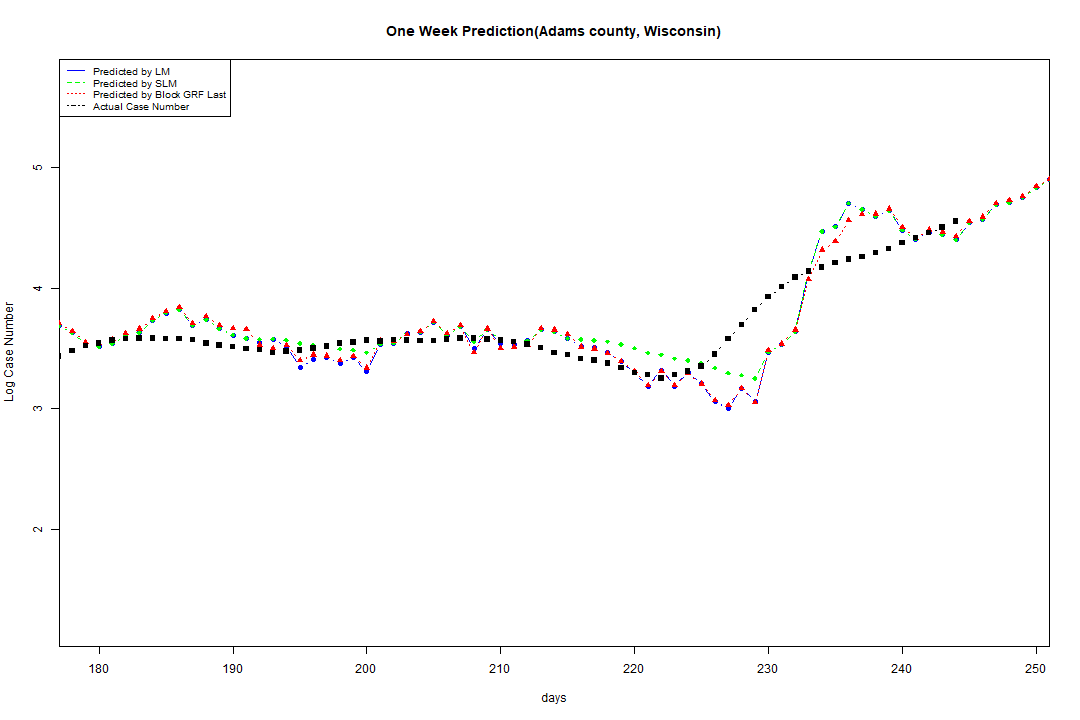 One Week Prediction(Adams county, Wisconsin)
Predicted by LM
Predicted by SLM
Predicted by Block GRF Last
Actual Case Number
Log Case Number
5
4
3
2
180 190 200 210 220 230 240 250
days